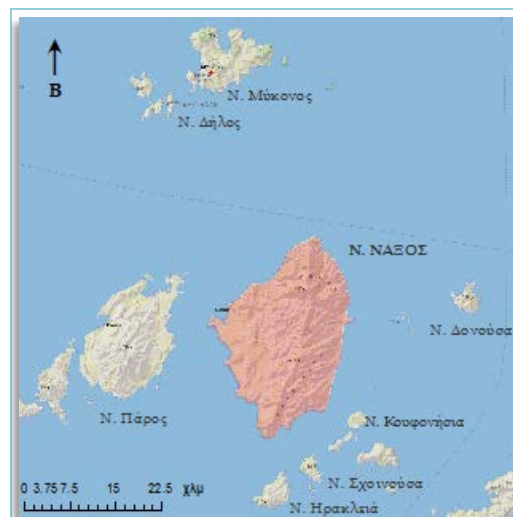 Β
Ν. Μύκονος
Ν. Δήλος
Ν. ΝΑΞΟΣ
Ν. Δονούσα
Ν. Πάρος
Ν. Κουφονήσια
Ν. Σχοινούσα
Ν. Ηρακλειά
0 3.75 7.5 15 22.5 χλμ